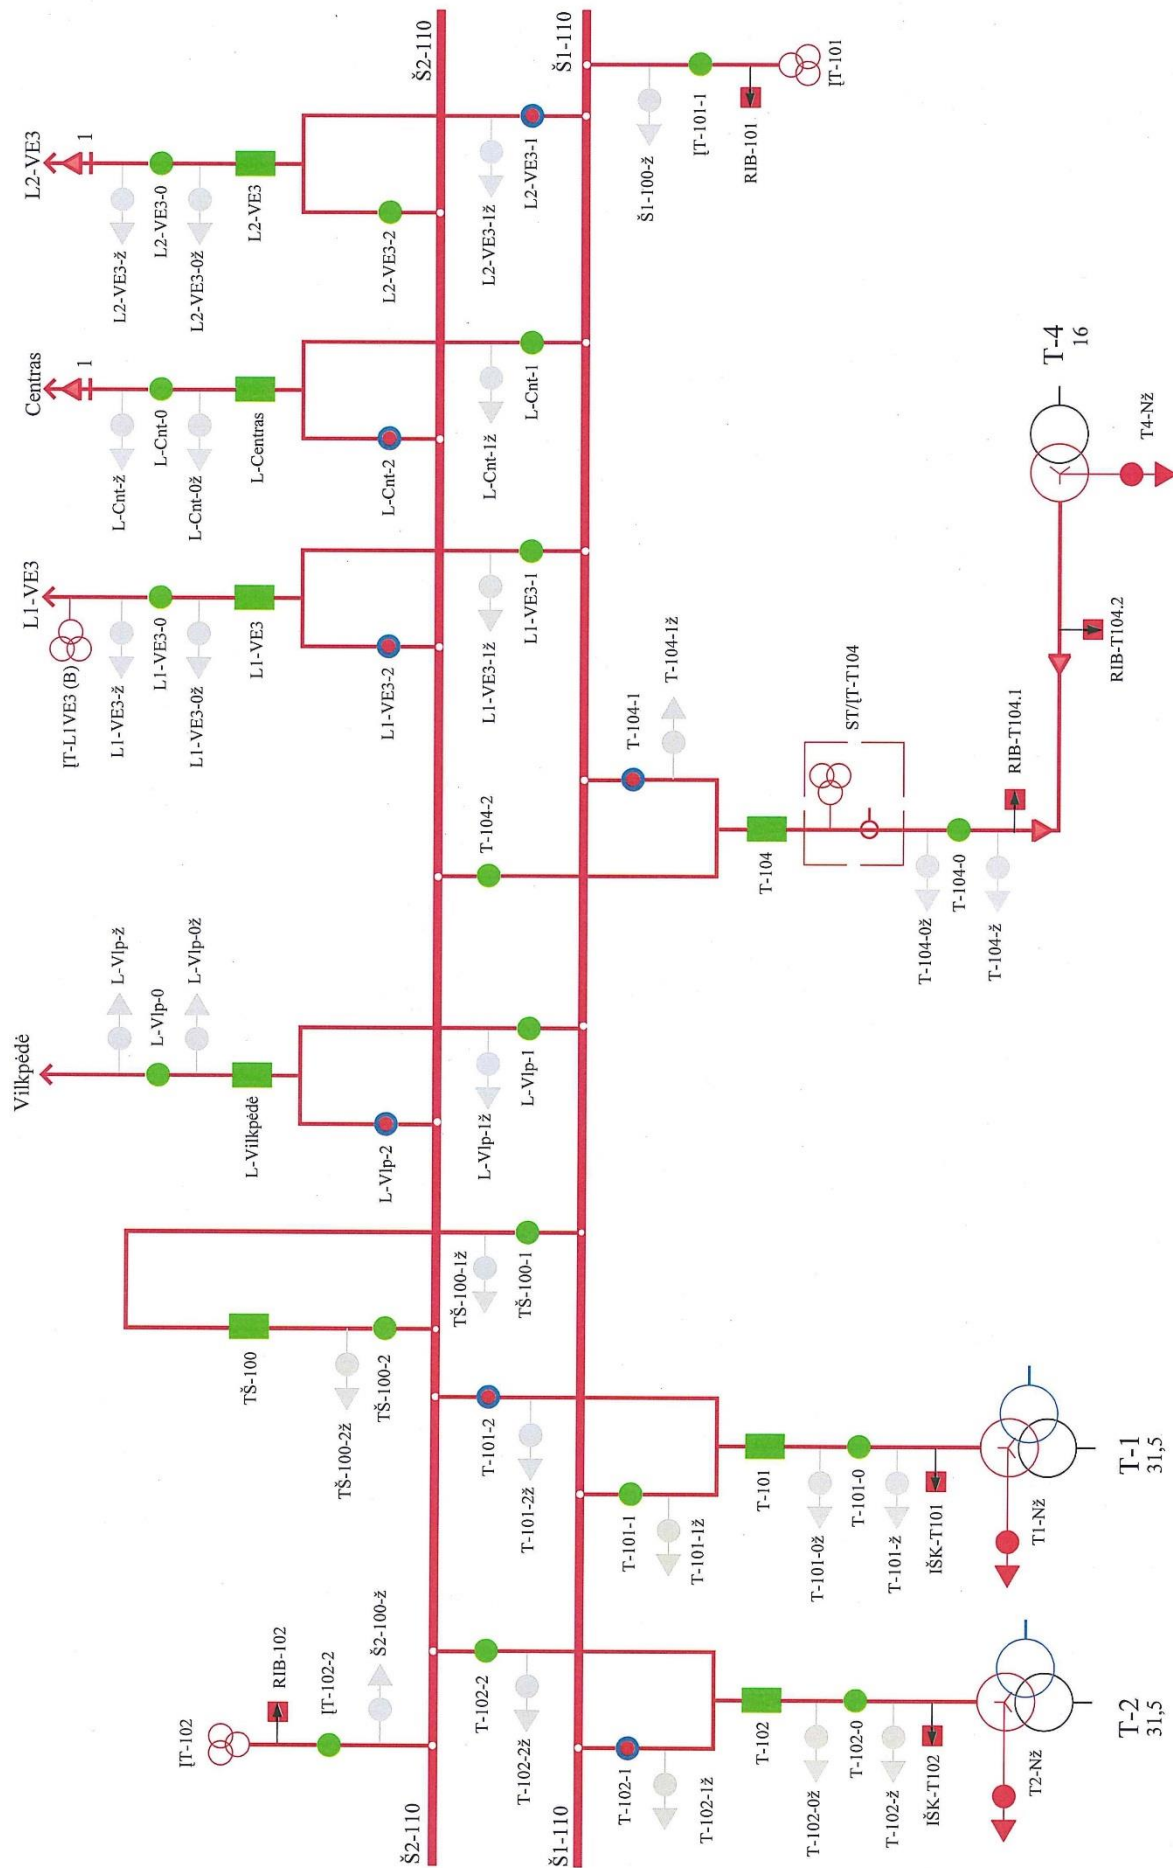 L2-VE3
1
L2-VE3-ž
L2-VE3-0
L2-VE3-0ž
L2-VE3
L2-VE3-2
Š2-110
L2-VE3-1ž
L2-VE3-1
Š1-110
Š1-100-ž
ĮT-101-1
RIB-101
ĮT-101
Centras
1
L-Cnt-ž
L-Cnt-0
L-Cnt-0ž
L-Centras
L-Cnt-2
L-Cnt-1ž
L-Cnt-1
L1-VE3
ĮT-L1VE3 (B)
L1-VE3-ž
L1-VE3-0
L1-VE3-0ž
L1-VE3
L1-VE3-2
L1-VE3-1ž
L1-VE3-1
T-104-2
T-104-1
T-104-1ž
T-104
ST/ĮT-T104
T-104-0ž
T-104-0
T-104-ž
RIB-T104.1
RIB-T104.2
T-4
16
T4-Nž
Vilkpėdė
L-Vlp-ž
L-Vlp-0
L-Vlp-0ž
L-Vilkpėdė
L-Vlp-2
L-Vlp-1ž
L-Vlp-1
TŠ-100
TŠ-100-2ž
TŠ-100-2
TŠ-100-1ž
TŠ-100-1
T-101-2
T-101-2ž
T-101-1
T-101-1ž
T-101
T-101-0ž
T-101-0
T-101-ž
IŠK-T101
T1-Nž
T-1
31,5
ĮT-102
RIB-102
ĮT-102-2
Š2-100-ž
Š2-110
T-102-2
T-102-2ž
Š1-110
T-102-1
T-102-1ž
T-102
T-102-0ž
T-102-0
T-102-ž
IŠK-T102
T2-Nž
T-2
31,5